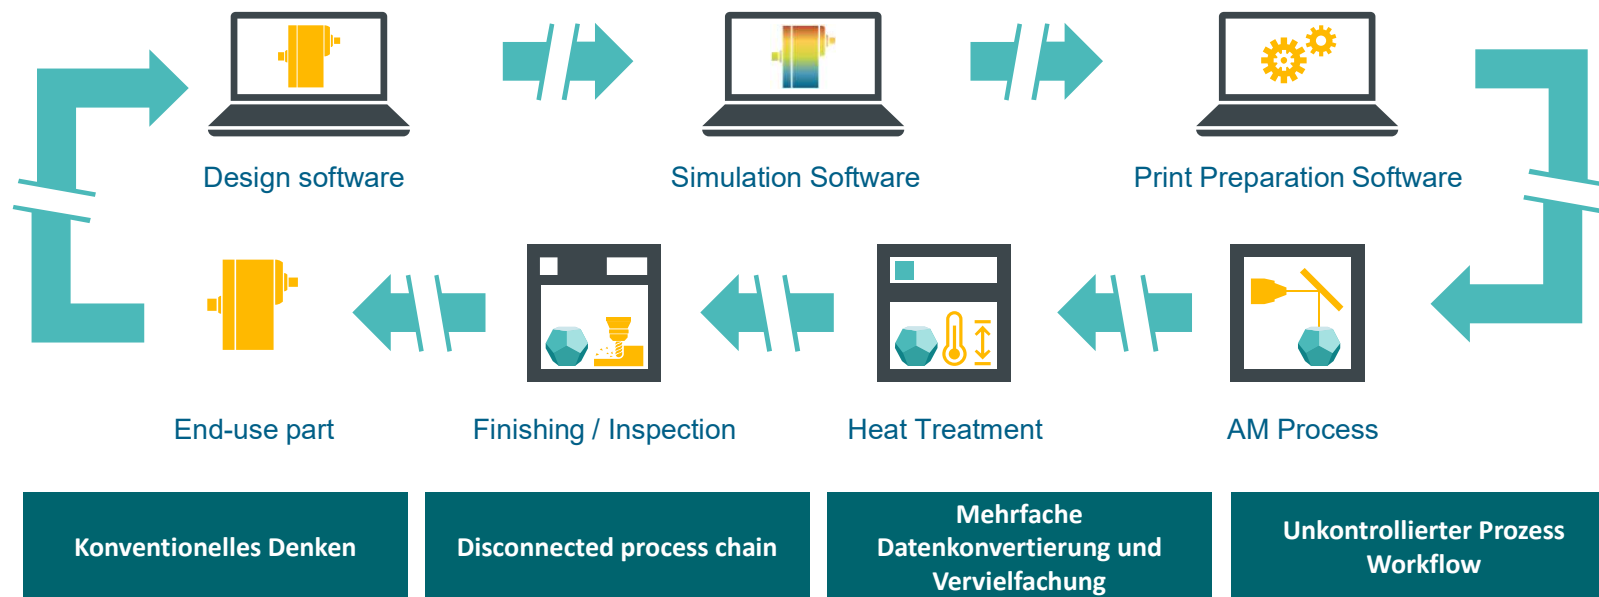 Design software
Simulation Software
Print Preparation Software
End-use part
Finishing / Inspection
Heat Treatment
AM Process
Konventionelles Denken
Disconnected process chain
Mehrfache
Datenkonvertierung und
Vervielfachung
Unkontrollierter Prozess
Workflow